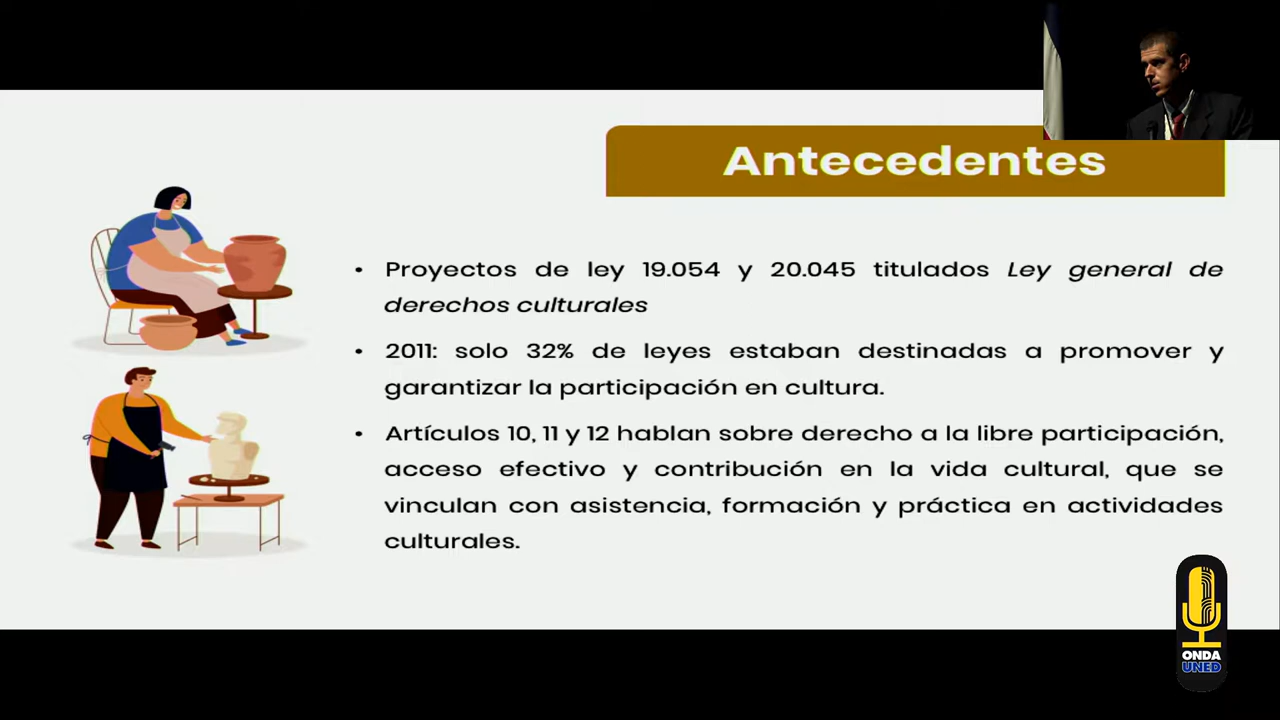 Antecedentes
• Proyectos de ley 19.054 y 20.045 titulados Ley general de
derechos culturales
• 2011: solo 32% de leyes estaban destinadas a promover y
garantizar la participación en cultura.
• Artículos 10, 11 y 12 hablan sobre derecho a la libre participación,
acceso efectivo y contribución en la vida cultural, que se
vinculan con asistencia, formación y práctica en actividades
culturales.
ONDA
UNED